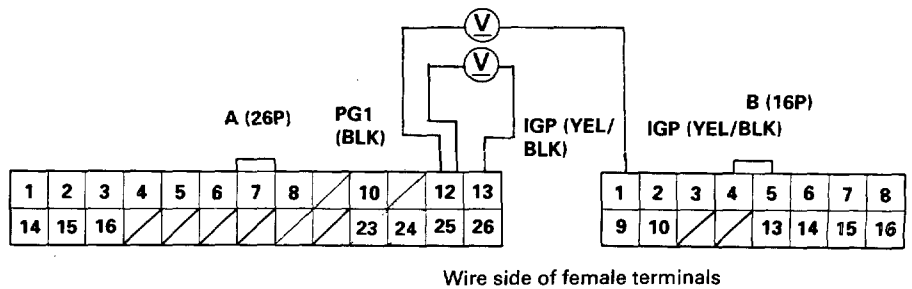 V
V
A (26P)
PG1
(BLK)
IGP (YEL/
BLK)
B (16P)
IGP (YEL/BLK)
1 2 3 4 5 6 7 8 10 12 13
14 15 16 23 24 25 26
1 2 3 4 5 6 7 8
9 10 13 14 15 16
Wire side of female terminals